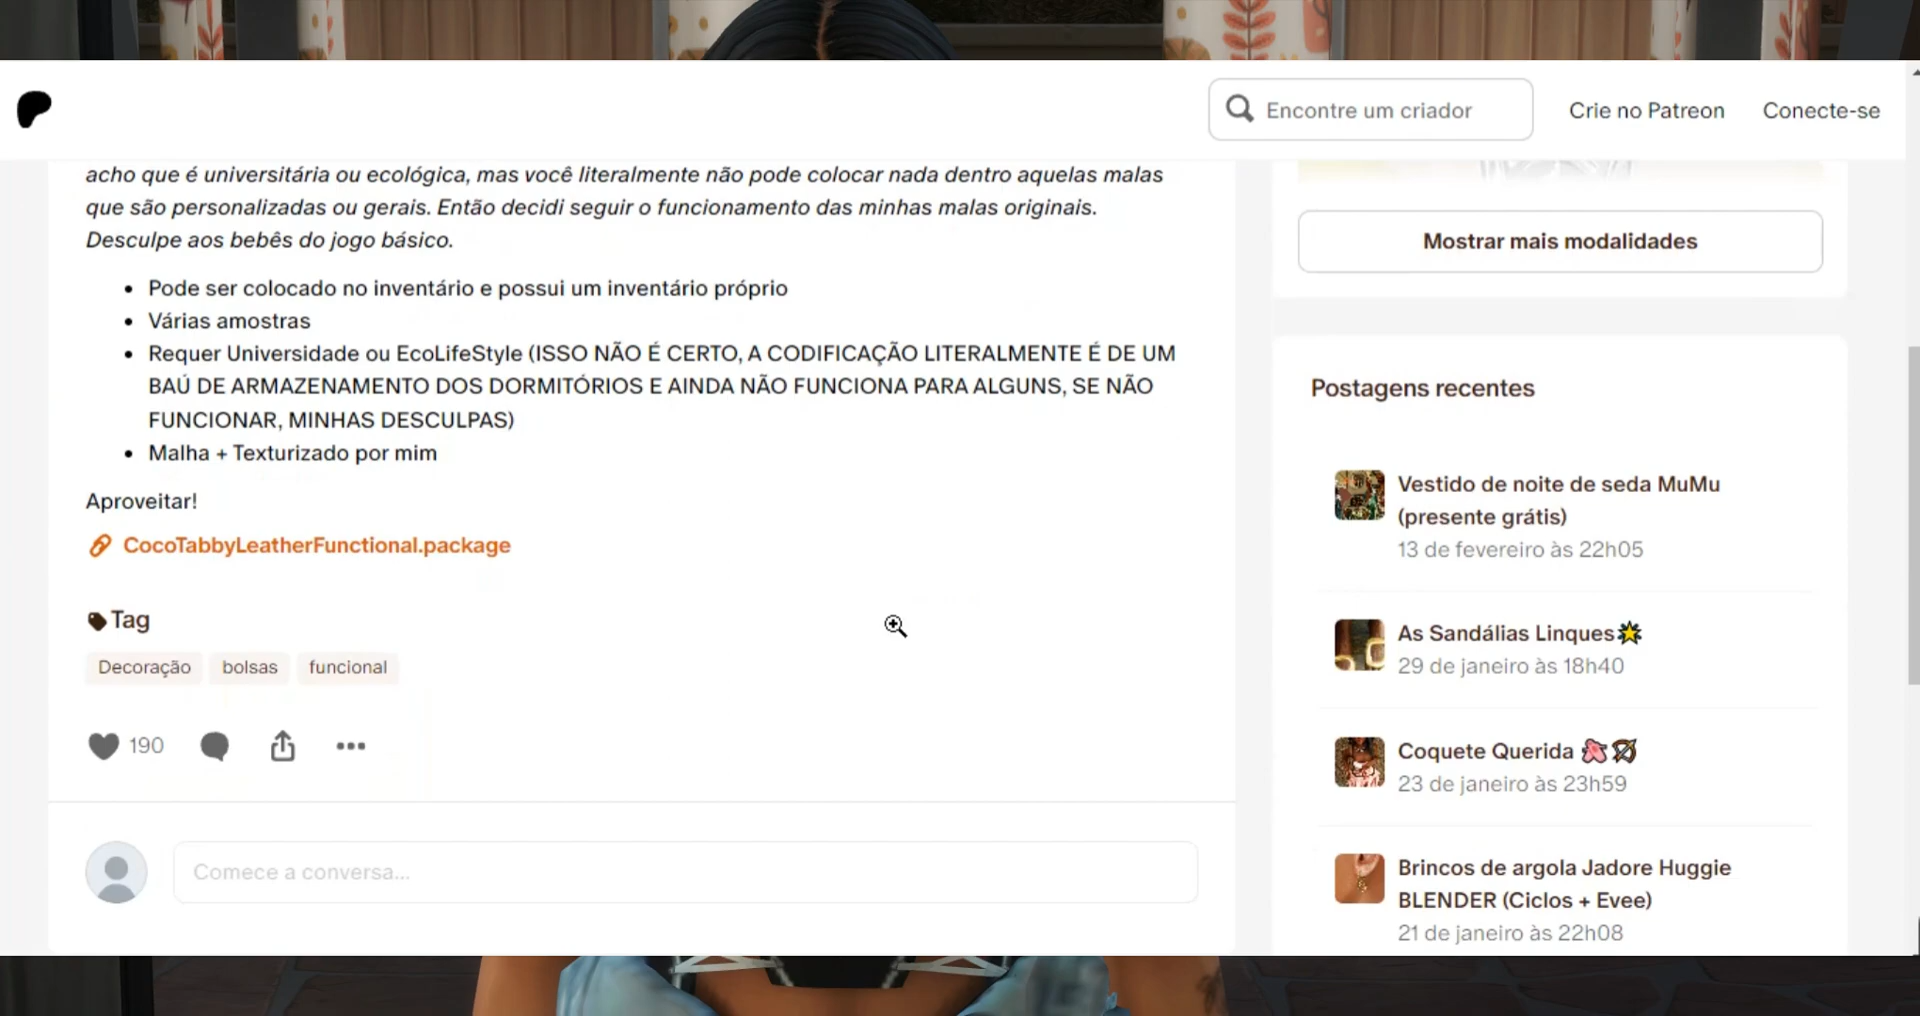 Encontre um criador
Crie no Patreon
Conecte-se
acho que é universitária ou ecológica, mas você literalmente não pode colocar nada dentro aquelas malas
que são personalizadas ou gerais. Então decidi seguir o funcionamento das minhas malas originais.
Desculpe aos bebês do jogo básico.
• Pode ser colocado no inventário e possui um inventário próprio
• Várias amostras
• Requer Universidade ou EcoLifeStyle (ISSO NÃO É CERTO, A CODIFICAÇÃO LITERALMENTE É DE UM
BAÚ DE ARMAZENAMENTO DOS DORMITÓRIOS E AINDA NÃO FUNCIONA PARA ALGUNS, SE NÃO
FUNCIONAR, MINHAS DESCULPAS)
• Malha + Texturizado por mim
Aproveitar!
CocoTabbyLeatherFunctional.package
Tag
Decoração
bolsas
funcional
190
Comece a conversa...
Mostrar mais modalidades
Postagens recentes
Vestido de noite de seda MuMu
(presente grátis)
13 de fevereiro às 22h05
As Sandálias Linques🌟
29 de janeiro às 18h40
Coquete Querida 🩰🏹
23 de janeiro às 23h59
Brincos de argola Jadore Huggie
BLENDER (Ciclos + Evee)
21 de janeiro às 22h08